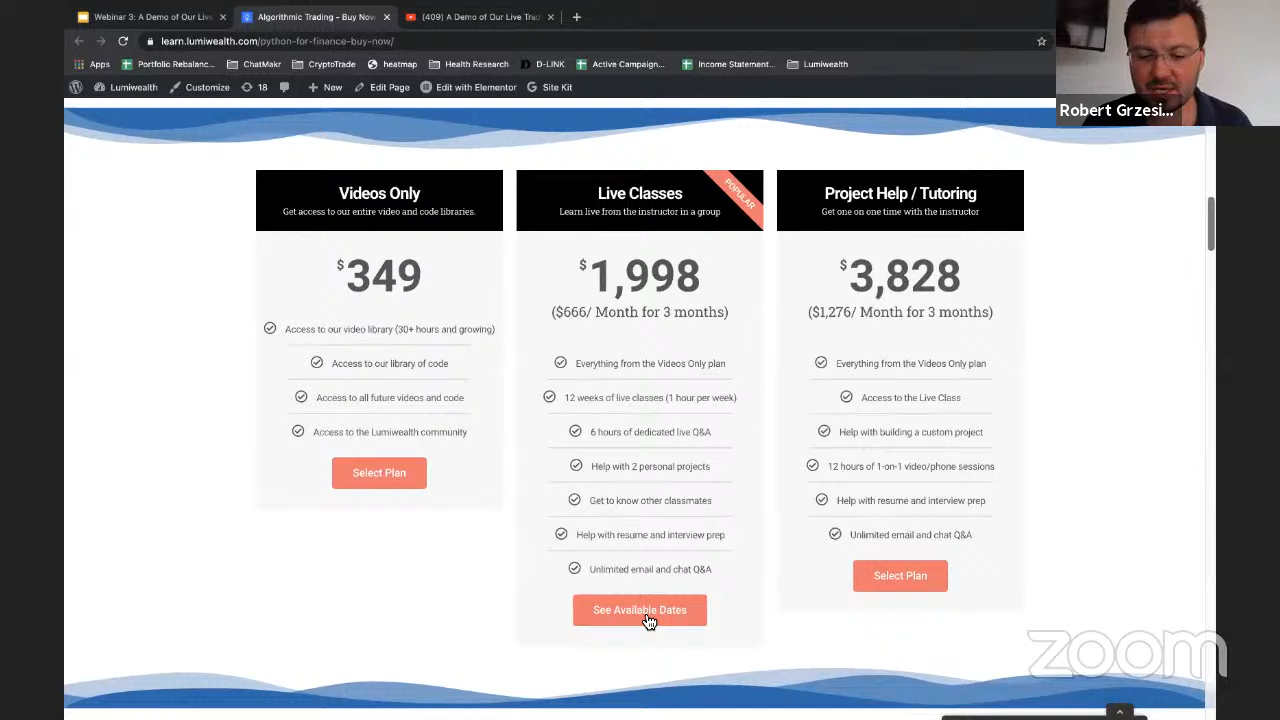 Webinar 3: A Demo of Our Liv
Algorithmic Trading - Buy Now
(409) A Demo of Our Live Trad
learn.lumiwealth.com/python-for-finance-buy-now/
Apps
Portfolio Rebalanc...
ChatMakr
CryptoTrade
heatmap
Health Research
D-LINK
Active Campaign...
Income Statement...
Lumiwealth
Lumiwealth
Customize
18
New
Edit Page
Edit with Elementor
Site Kit
Robert Grzesi...
Videos Only
Get access to our entire video and code libraries.
$349
Access to our video library (30+ hours and growing)
Access to our library of code
Access to all future videos and code
Access to the Lumiwealth community
Select Plan
Live Classes
POPULAR
Learn live from the instructor in a group
$1,998
($666/ Month for 3 months)
Everything from the Videos Only plan
12 weeks of live classes (1 hour per week)
6 hours of dedicated live Q&A
Help with 2 personal projects
Get to know other classmates
Help with resume and interview prep
Unlimited email and chat Q&A
See Available Dates
Project Help / Tutoring
Get one on one time with the instructor
$3,828
($1,276/ Month for 3 months)
Everything from the Videos Only plan
Access to the Live Class
Help with building a custom project
12 hours of 1-on-1 video/phone sessions
Help with resume and interview prep
Unlimited email and chat Q&A
Select Plan
zoom